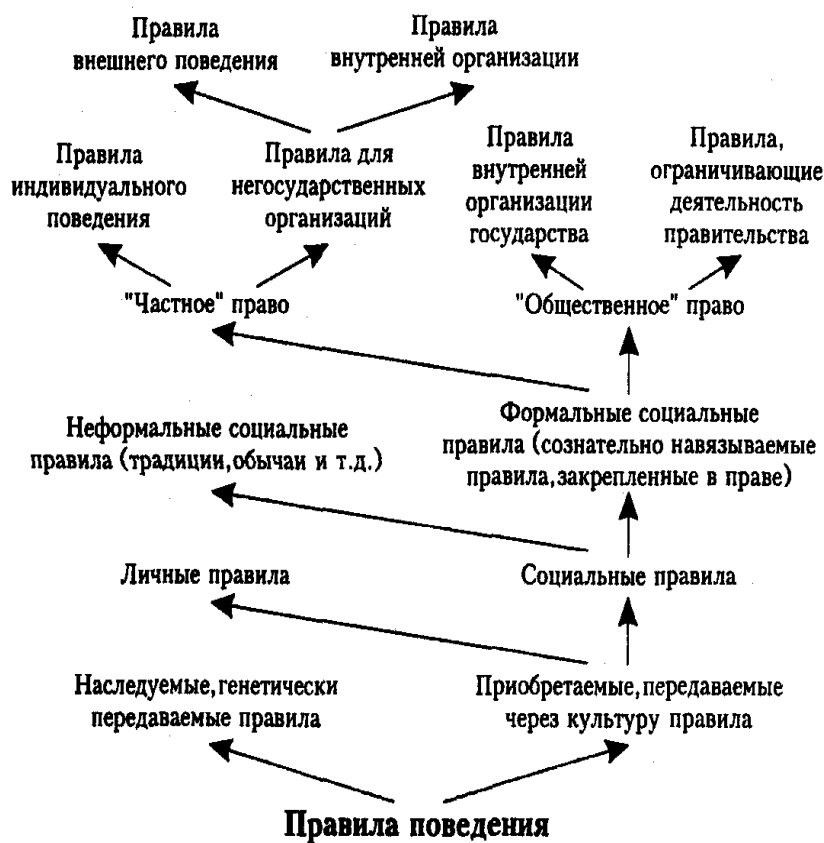 Правила
внешнего поведения
Правила
внутренней организации
Правила
индивидуального
поведения
Правила для
негосударственных
организаций
Правила
внутренней
организации
государства
Правила,
ограничивающие
деятельность
правительства
"Частное" право
"Общественное" право
Неформальные социальные
правила (традиции,обычаи и т.д.)
Формальные социальные
правила (сознательно навязываемые
правила,закрепленные в праве)
Личные правила
Социальные правила
Наследуемые,генетически
передаваемые правила
Приобретаемые,передаваемые
через культуру правила
Правила поведения